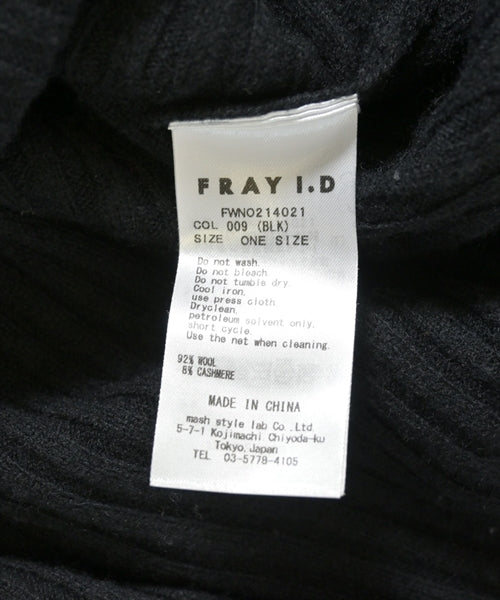 FRAY I.D
FWNO214021
COL 009 (BLK)
SIZE ONE SIZE
Do not wash.
Do not bleach.
Do not tumble dry.
Cool iron.
use press cloth.
Dryclean.
petroleum solvent only.
short cycle.
Use the net when cleaning.
92% WOOL
8% CASHMERE
MADE IN CHINA
mash style lab Co.,Ltd.
5-7-1 Kojimachi Chiyoda-ku
Tokyo.Japan
TEL 03-5778-4105